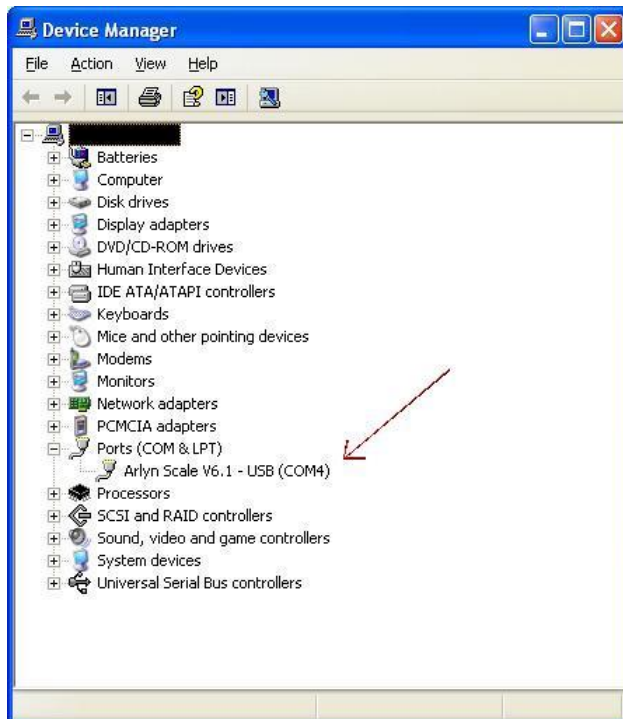 Device Manager
File Action View Help
Batteries
Computer
Disk drives
Display adapters
DVD/CD-ROM drives
Human Interface Devices
IDE ATA/ATAPI controllers
Keyboards
Mice and other pointing devices
Modems
Monitors
Network adapters
PCMCIA adapters
Ports (COM & LPT)
Arlyn Scale V6.1 - USB (COM4)
Processors
SCSI and RAID controllers
Sound, video and game controllers
System devices
Universal Serial Bus controllers